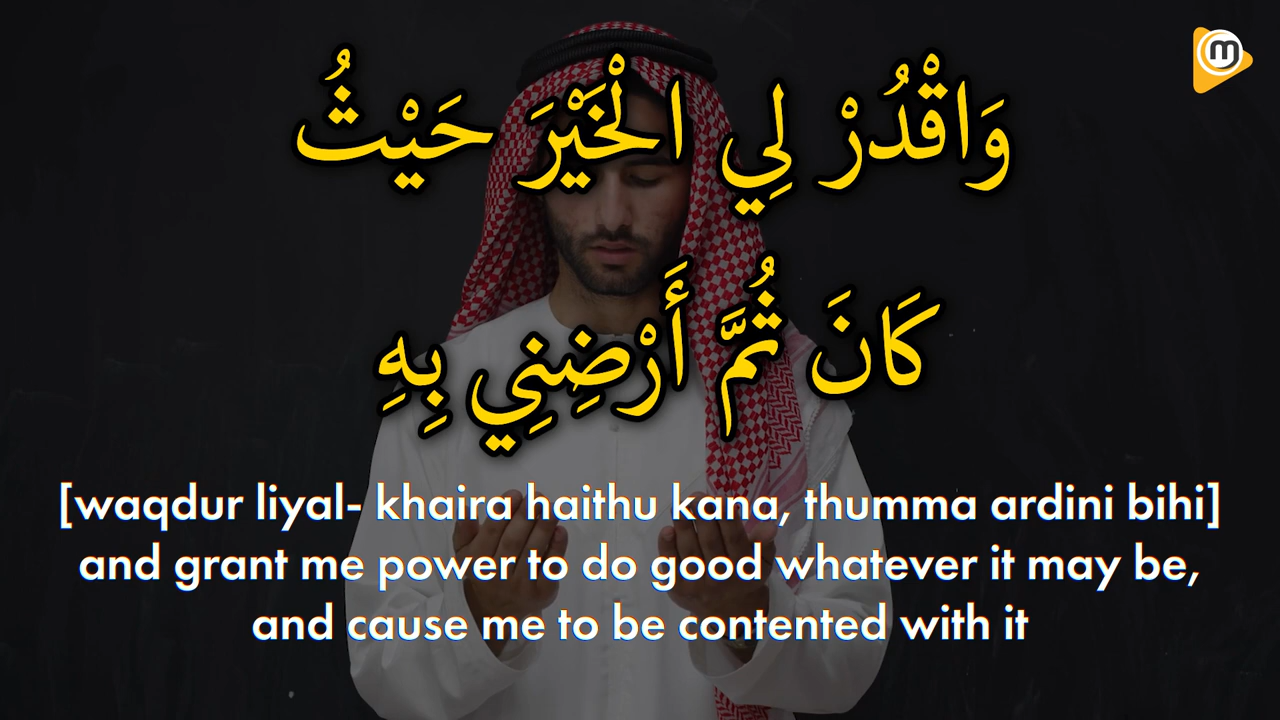 وَاقْدُرْ لِي الْخَيْرَ حَيْثُ
كَانَ ثُمَّ أَرْضِنِي بِهِ
[waqdur liyal- khaira haithu kana, thumma ardini bihi]
and grant me power to do good whatever it may be,
and cause me to be contented with it
m